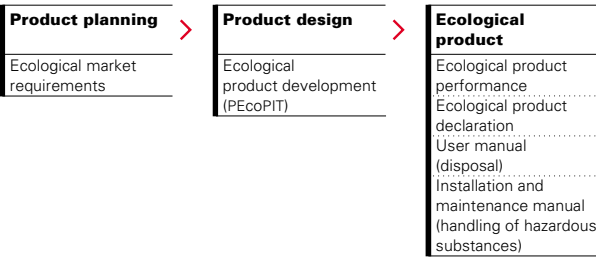 Product planning
Ecological market
requirements
Product design
Ecological
product development
(PEcoPIT)
Ecological
product
Ecological product
performance
Ecological product
declaration
User manual
(disposal)
Installation and
maintenance manual
(handling of hazardous
substances)